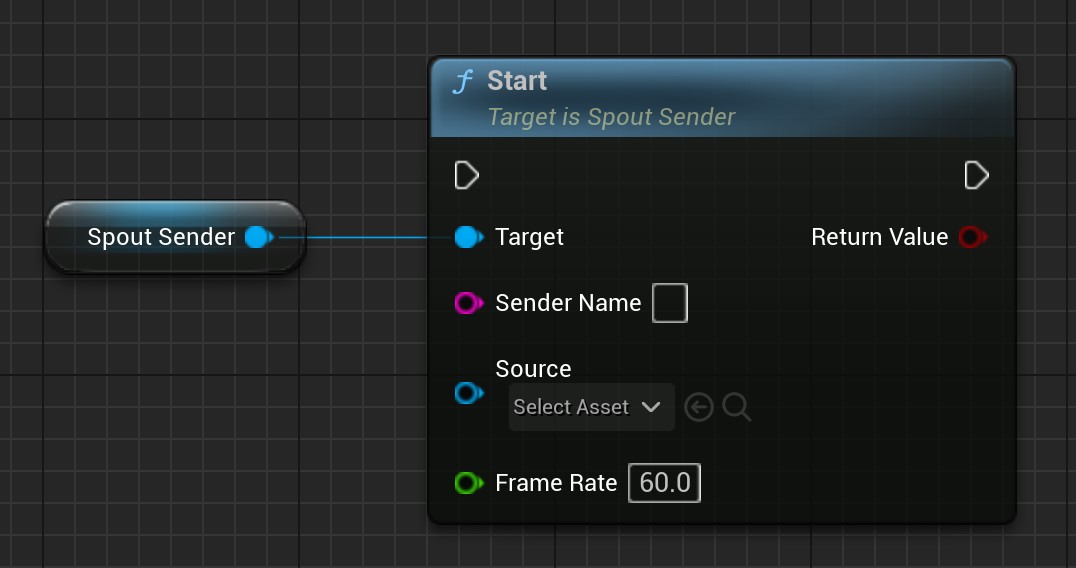 f Start
Target is Spout Sender
Spout Sender
Target
Return Value
Sender Name
Source
Select Asset
Frame Rate 60.0